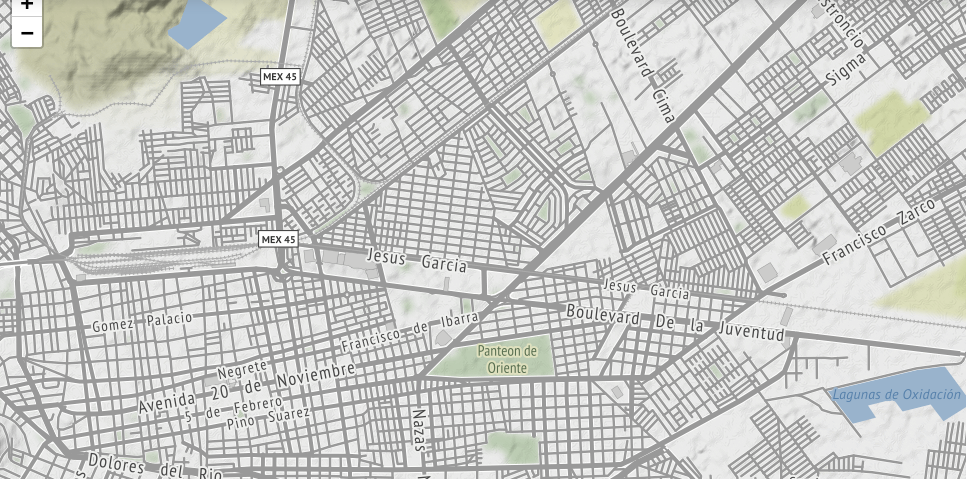 +
−
MEX 45
Boulevard Cima
Sigma
MEX 45
Jesus Garcia
Francisco Zarco
Jesus Garcia
Gomez Palacio
Francisco de Ibarra
Boulevard De la Juventud
Panteon de
Oriente
Negrete
Avenida 20 de Noviembre
5 de Febrero
Pino Suarez
Nazas
Lagunas de Oxidación
Dolores del Rio